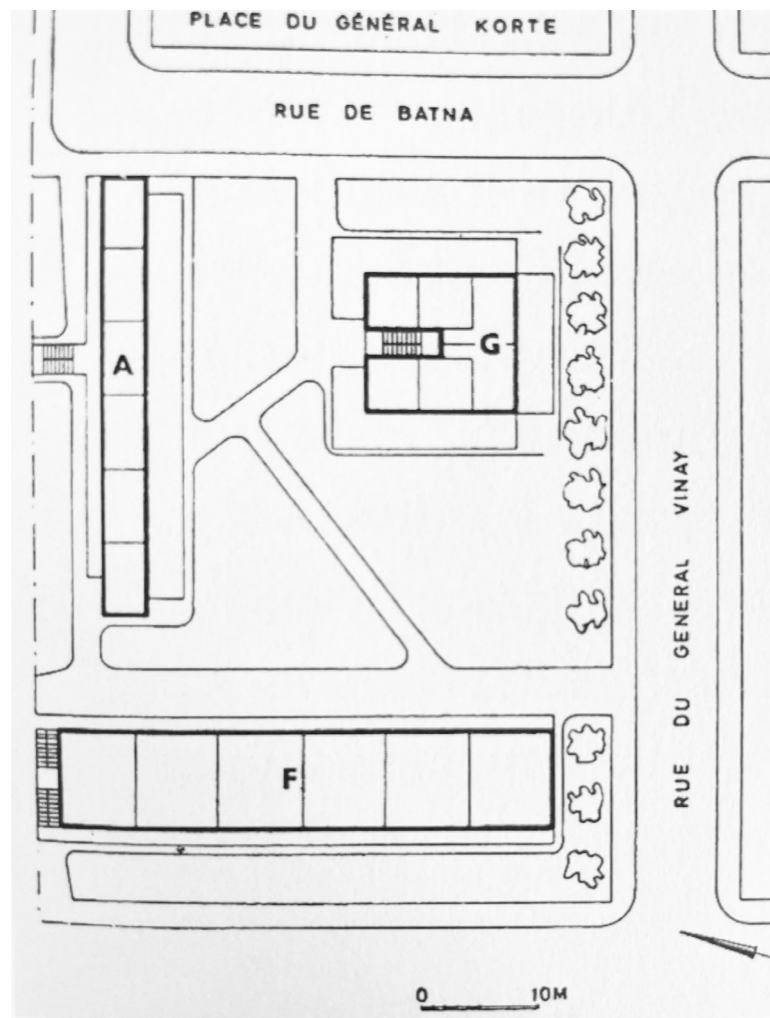 PLACE DU GÉNÉRAL KORTE
RUE DE BATNA
A
G
RUE DU GENERAL VINAY
F
0 10M